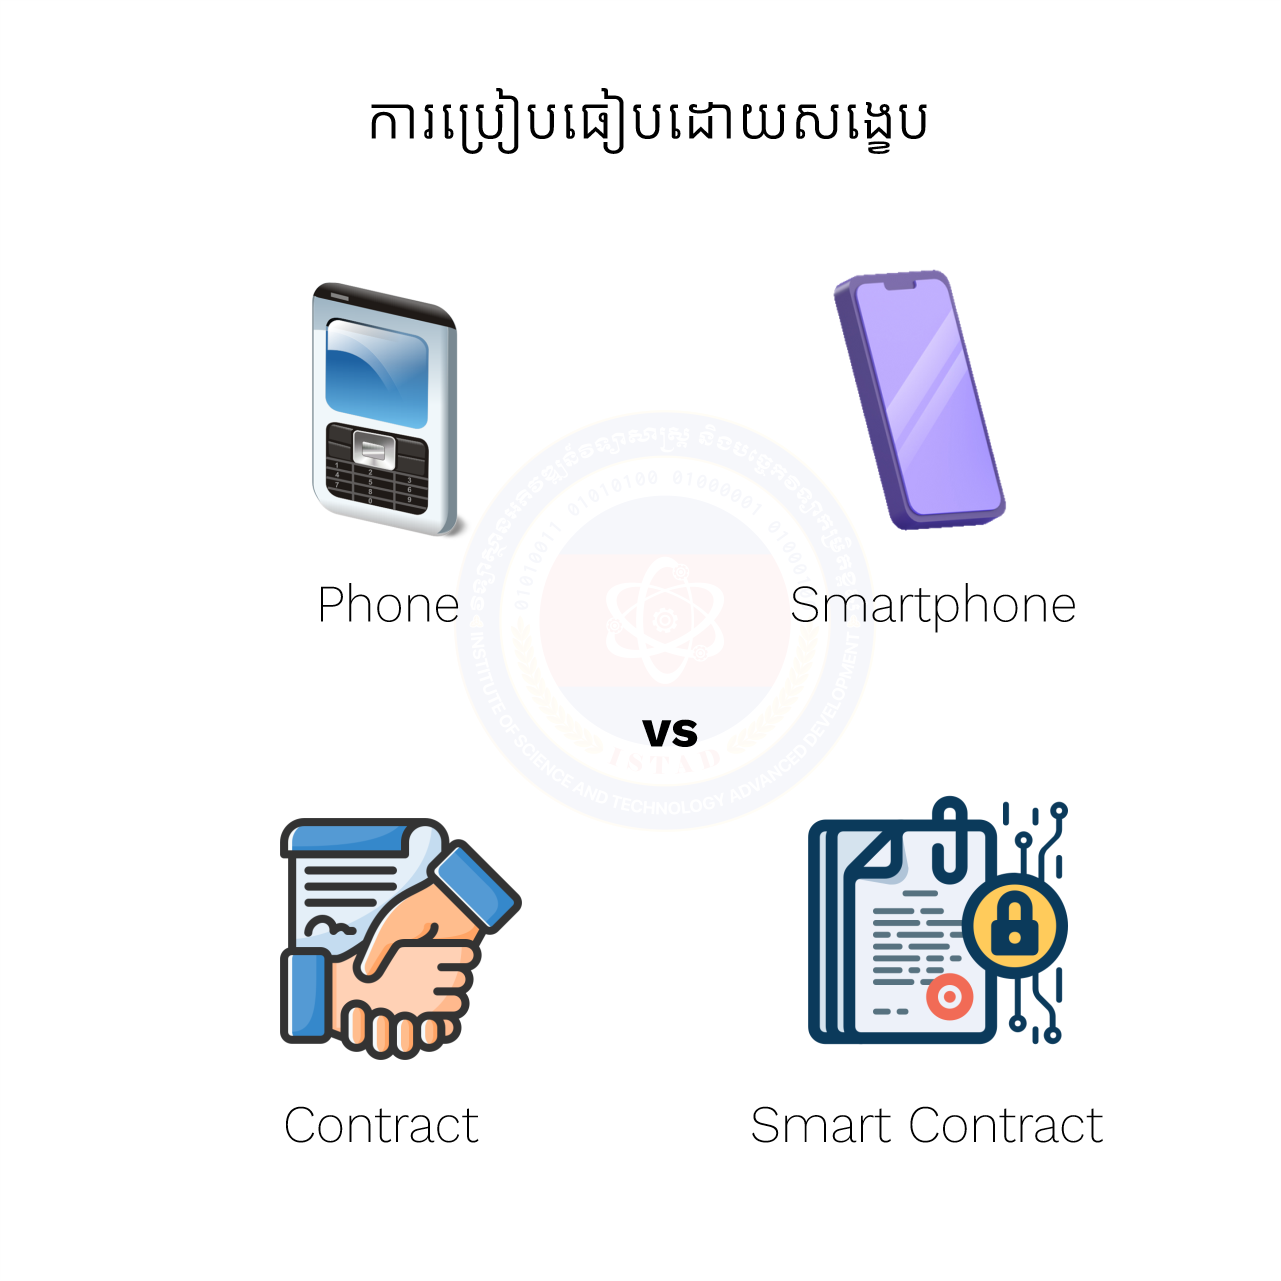 ការប្រៀបធៀបដោយសង្ខេប
Phone
Smartphone
INSTITUTE OF SCIENCE AND TECHNOLOGY ADVANCED DEVELOPMENT
ISTAD
vs
Contract
Smart Contract